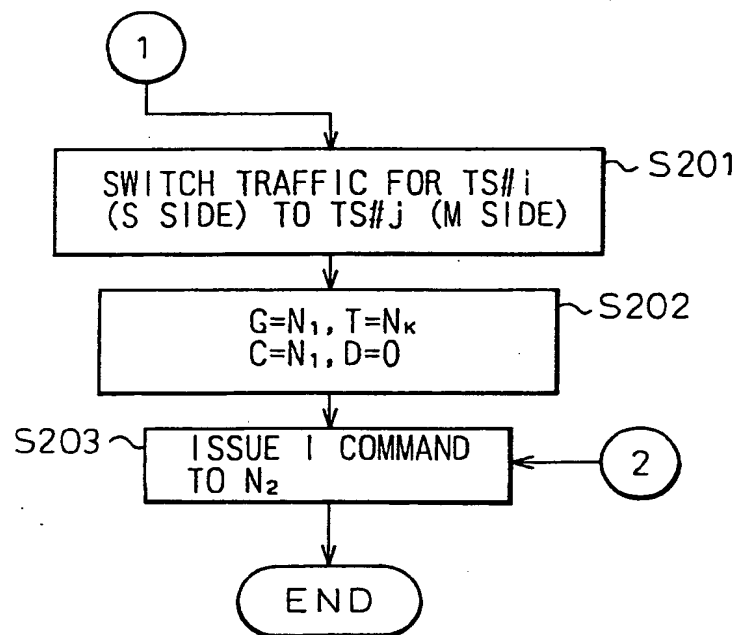 1
SWITCH TRAFFIC FOR TS#i
(S SIDE) TO TS#j (M SIDE)
S201
G=N₁, T=Nₖ
C=N₁, D=0
S202
S203
ISSUE I COMMAND
TO N₂
2
END